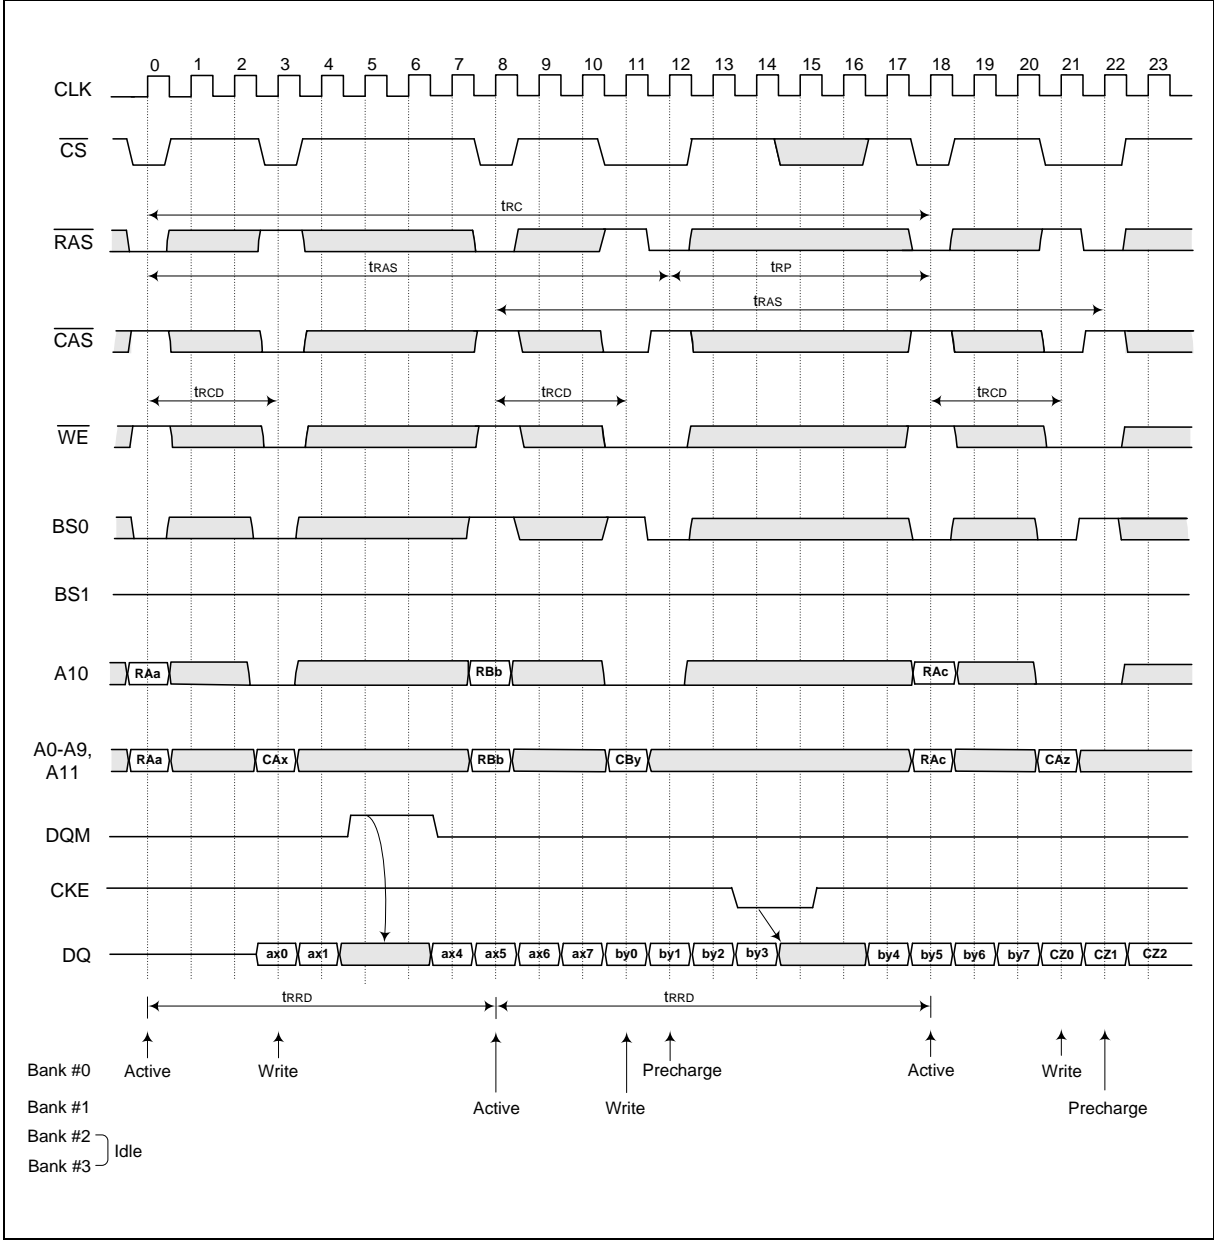 0 1 2 3 4 5 6 7 8 9 10 11 12 13 14 15 16 17 18 19 20 21 22 23
CLK
CS
tRC
RAS
tRAS tRP
tRAS
CAS
tRCD tRCD tRCD
WE
BS0
BS1
A10 RAa RBb RAc
A0-A9,
A11 RAa CAx RBb CBy RAc CAz
DQM
CKE
DQ ax0 ax1 ax4 ax5 ax6 ax7 by0 by1 by2 by3 by4 by5 by6 by7 CZ0 CZ1 CZ2
tRRD tRRD
Bank #0 Active Write Precharge Active Write
Bank #1 Active Write Precharge
Bank #2
Idle
Bank #3